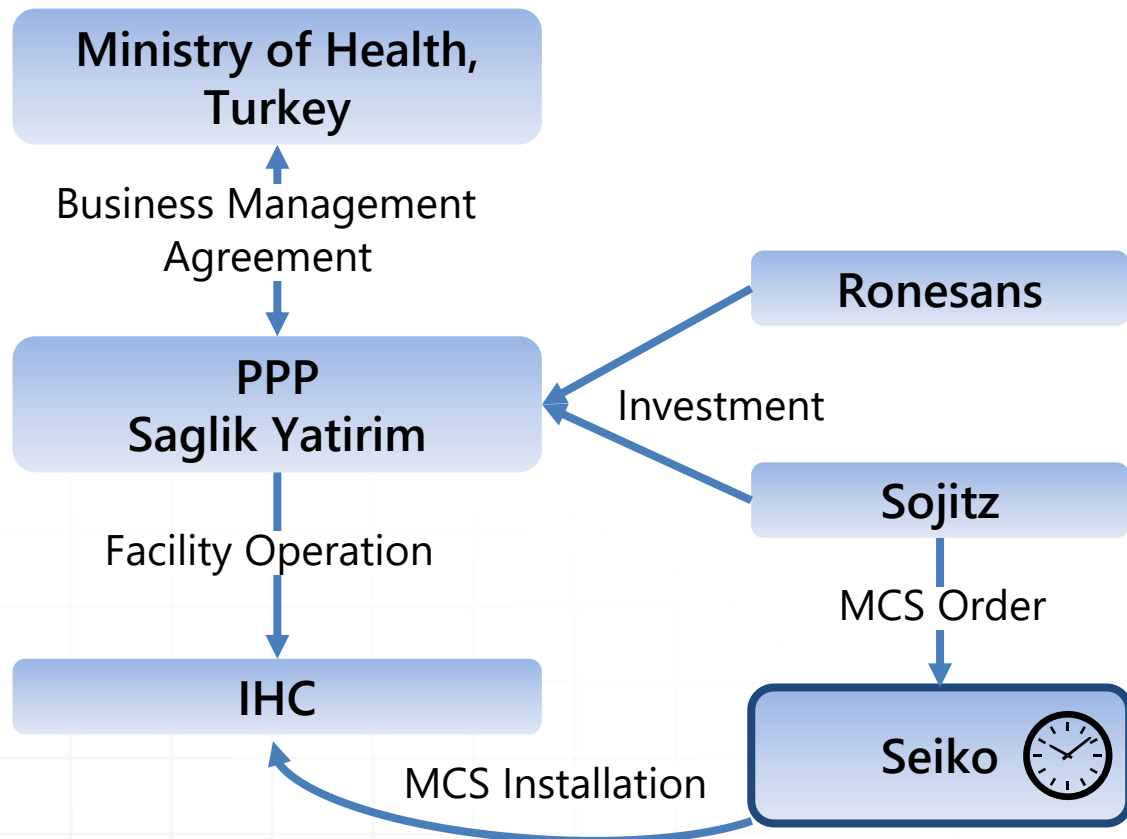 Ministry of Health,
Turkey
Business Management
Agreement
Ronesans
PPP
Saglik Yatirim
Investment
Sojitz
Facility Operation
MCS Order
IHC
Seiko
MCS Installation